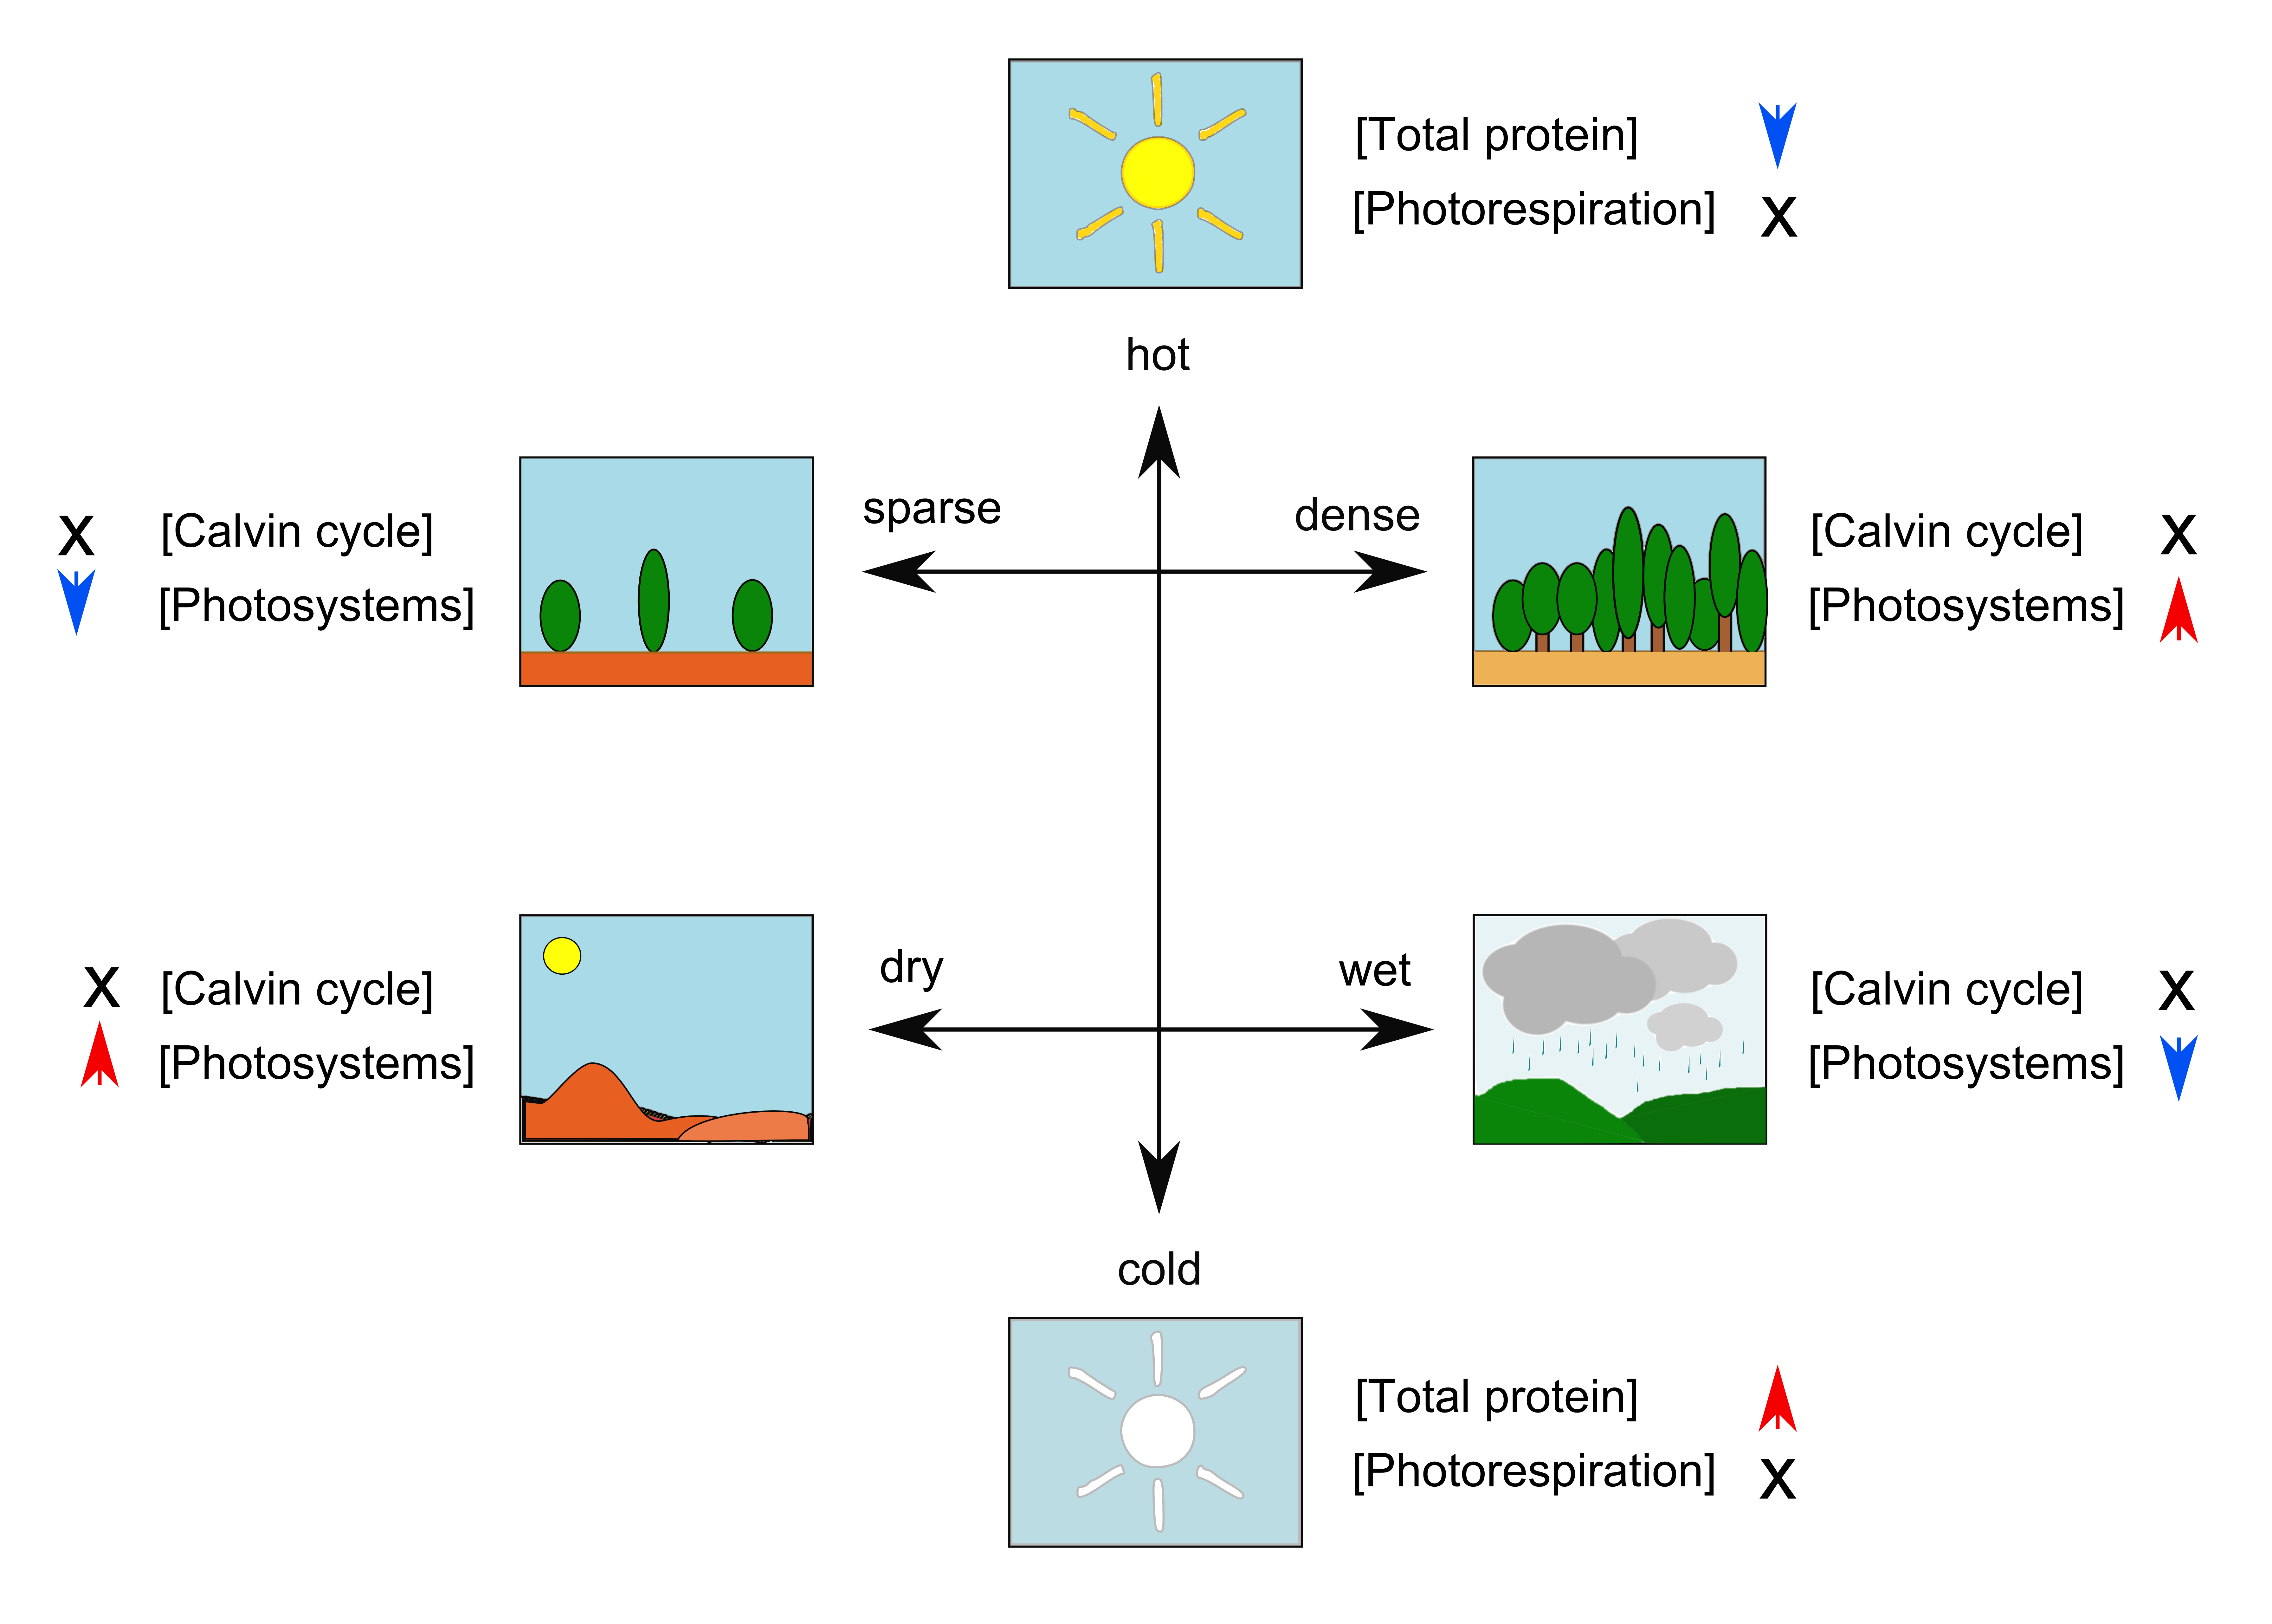 [Total protein]
[Photorespiration] X
hot
sparse
dense
X [Calvin cycle]
[Photosystems]
[Calvin cycle] X
[Photosystems]
dry
wet
X [Calvin cycle]
[Photosystems]
[Calvin cycle] X
[Photosystems]
cold
[Total protein]
[Photorespiration] X